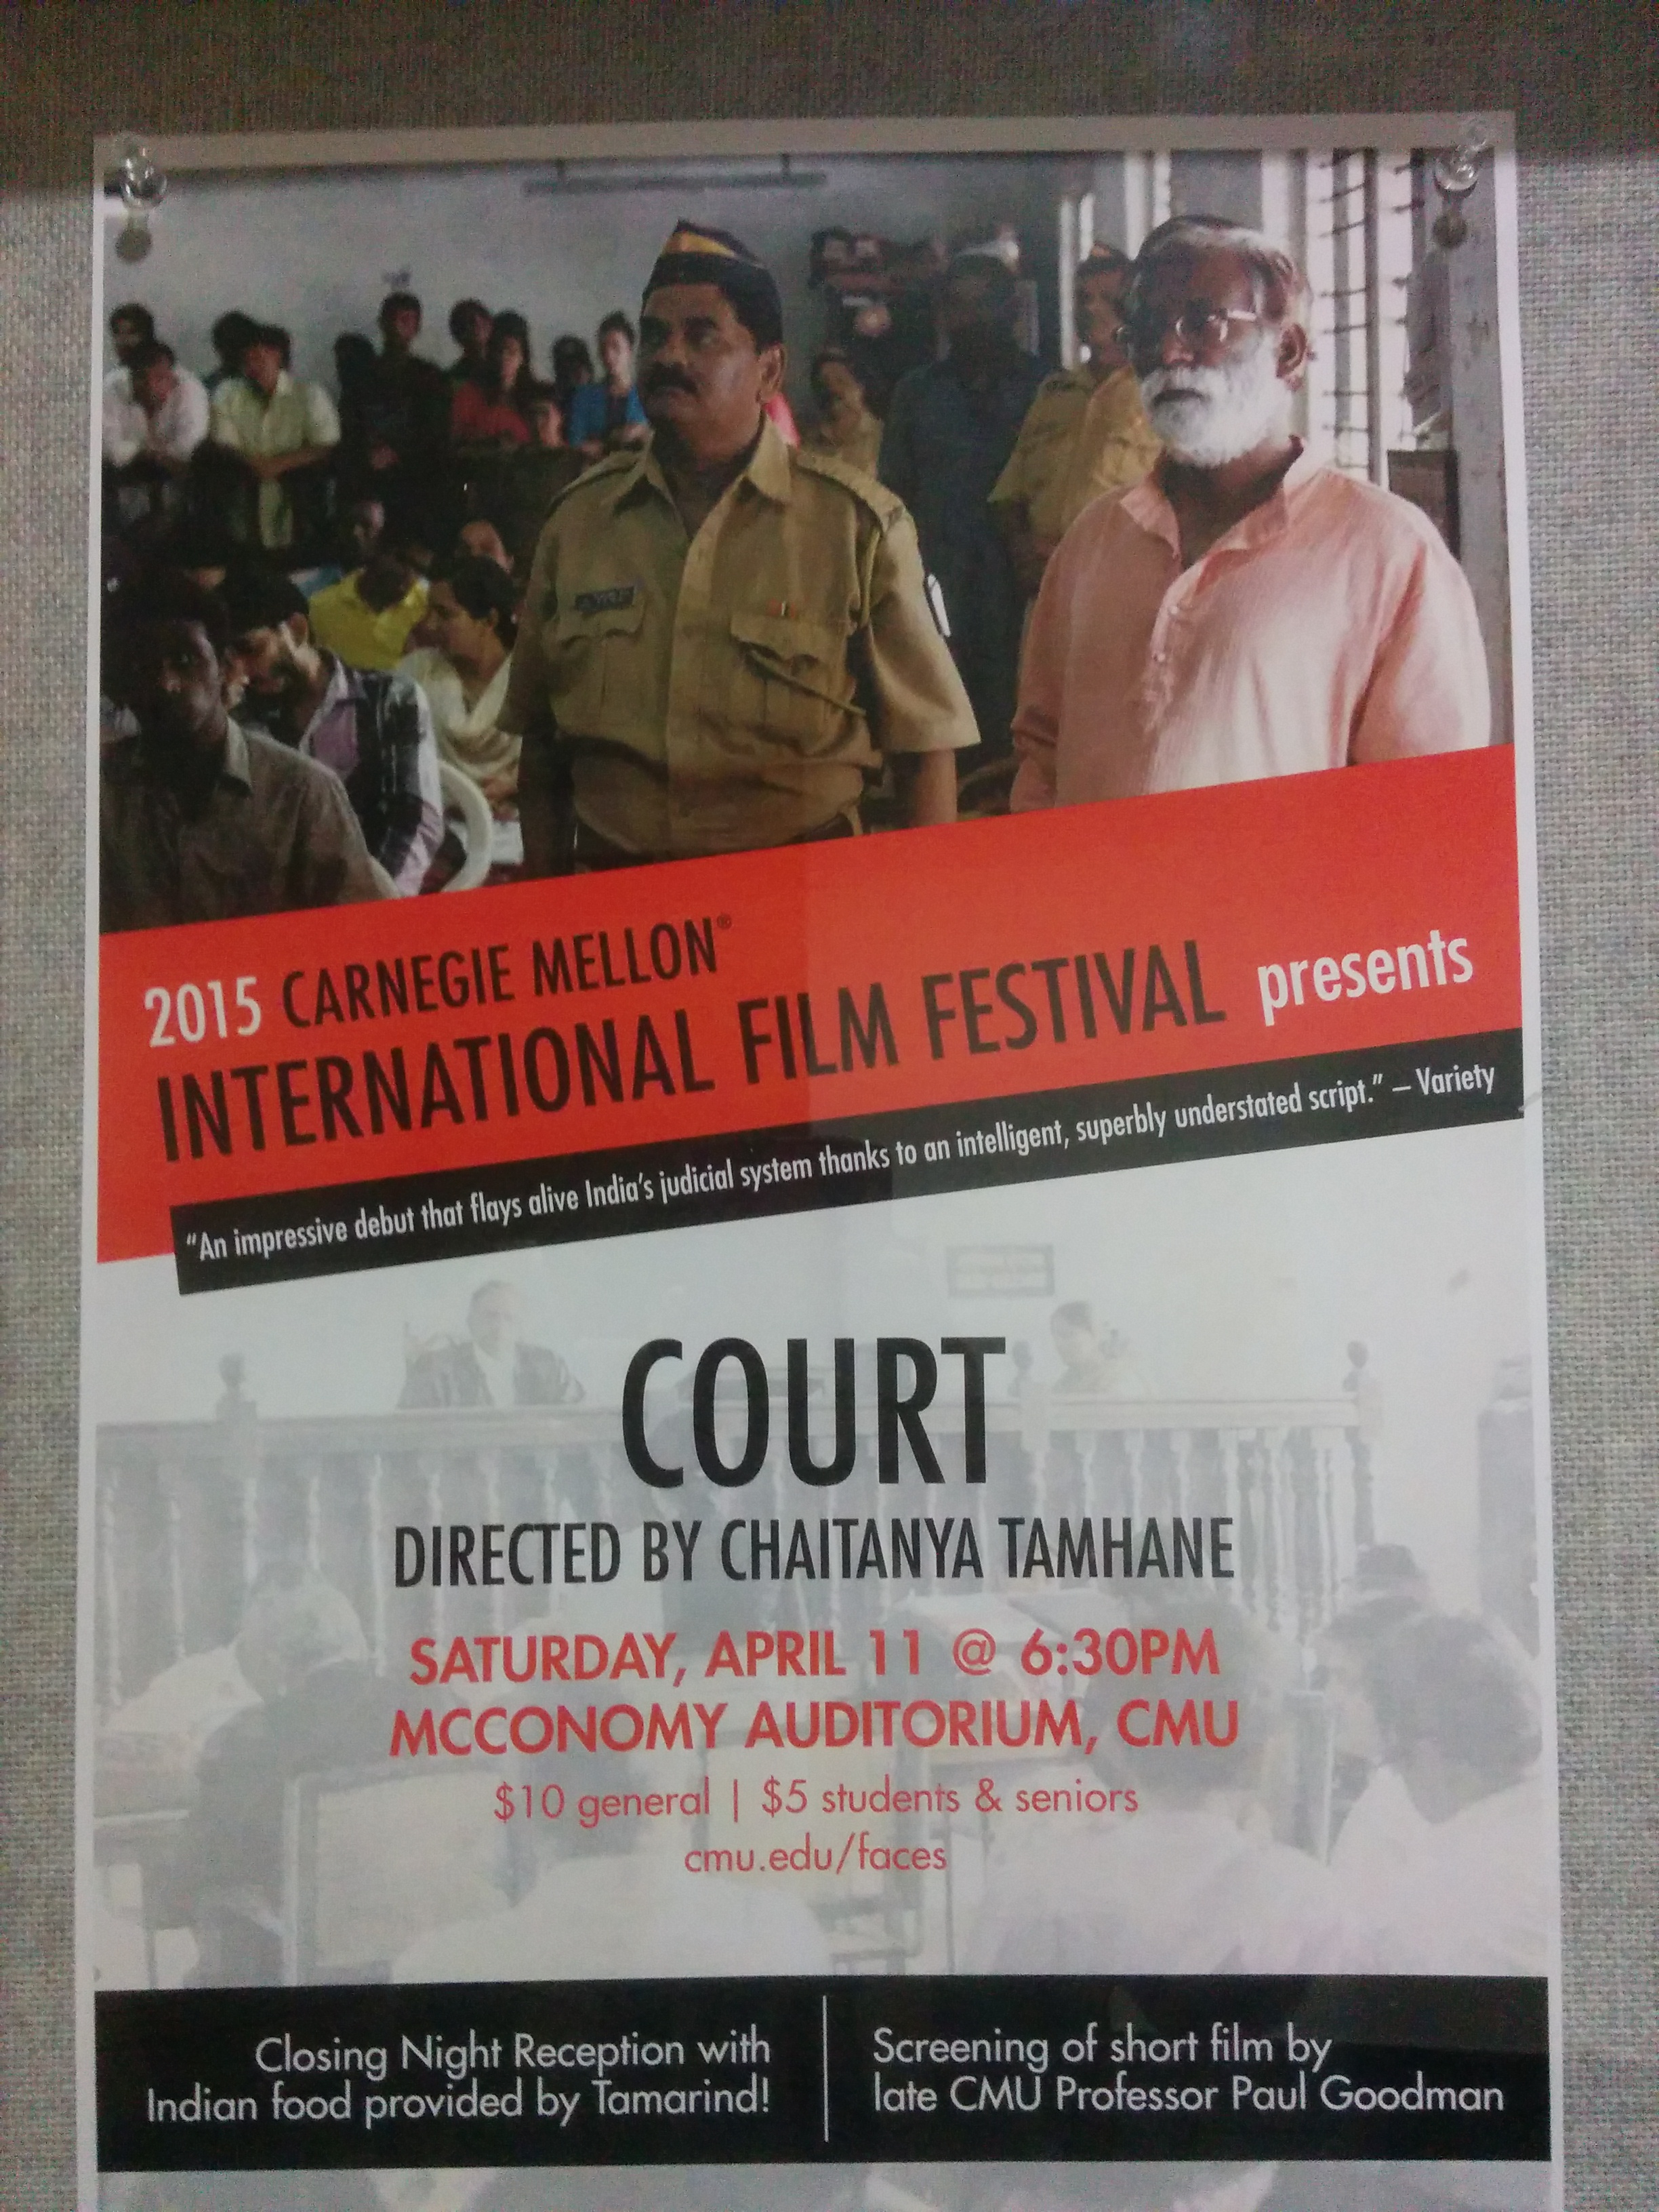 2015 CARNEGIE MELLON®
INTERNATIONAL FILM FESTIVAL presents
"An impressive debut that flays alive India's judicial system thanks to an intelligent, superbly understated script." – Variety
COURT
DIRECTED BY CHAITANYA TAMHANE
SATURDAY, APRIL 11 @ 6:30PM
MCCONOMY AUDITORIUM, CMU
$10 general | $5 students & seniors
cmu.edu/faces
Closing Night Reception with
Indian food provided by Tamarind!
Screening of short film by
late CMU Professor Paul Goodman